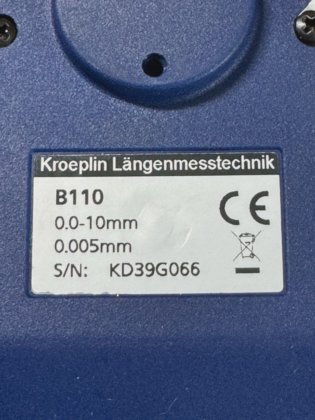 Kroeplin Längenmesstechnik
B110
0.0-10mm
0.005mm
S/N: KD39G066
CE